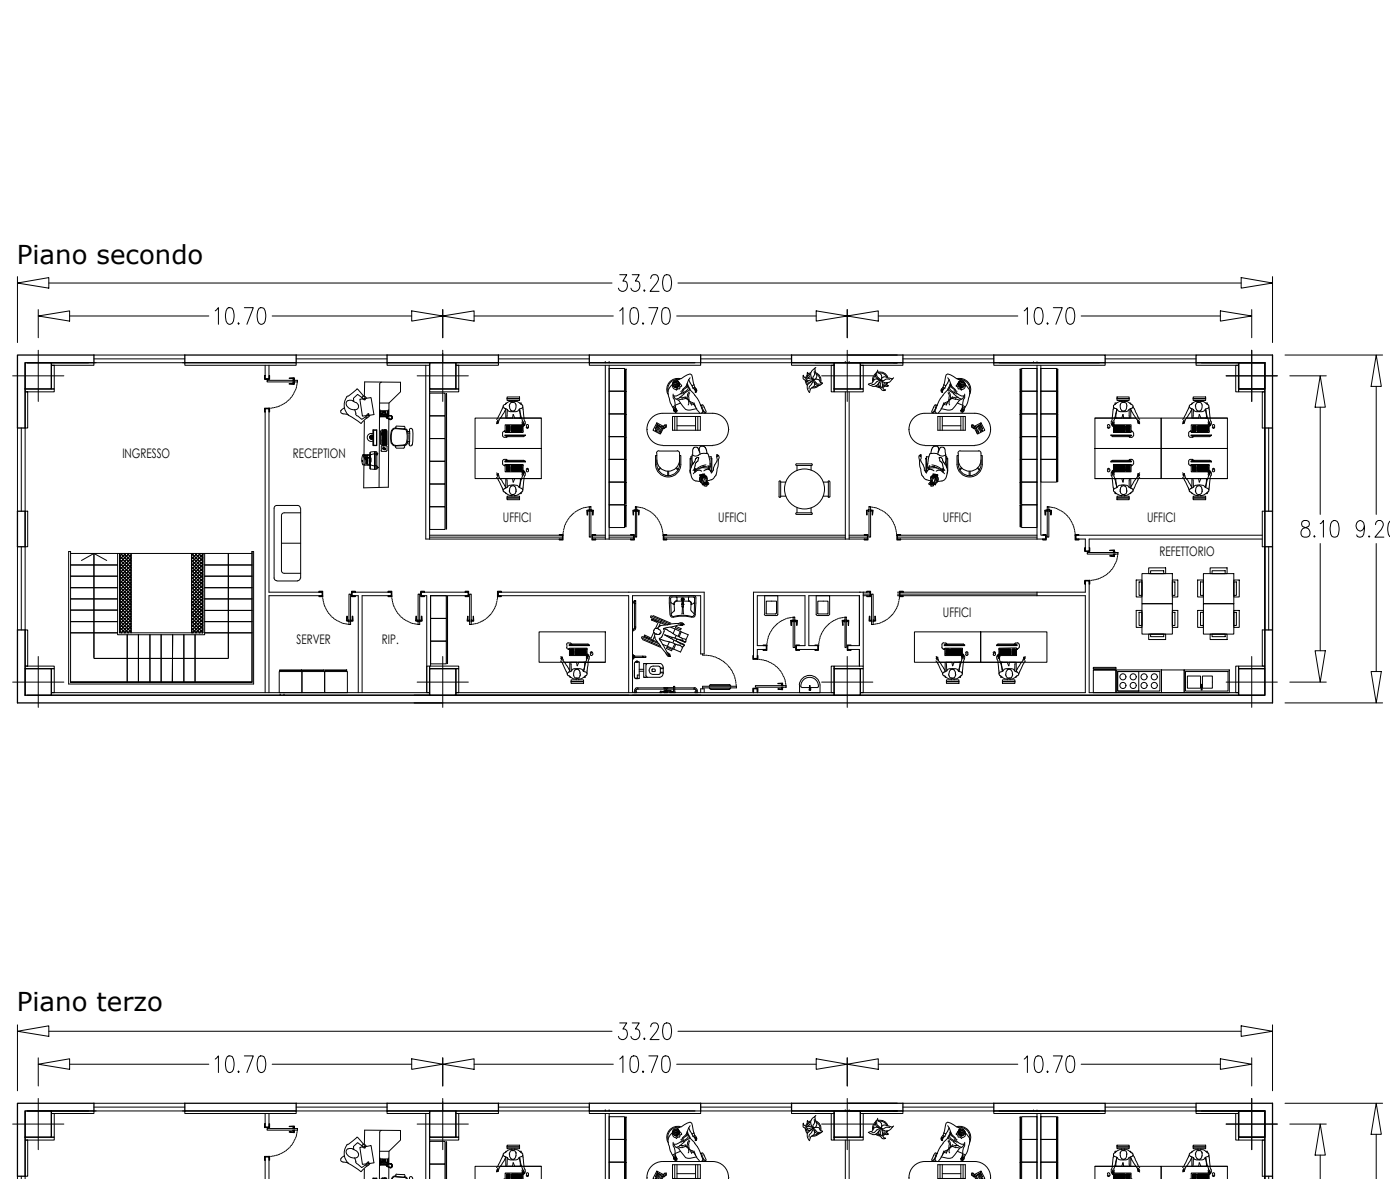 Piano secondo
33.20
10.70 10.70 10.70
INGRESSO RECEPTION
UFFICI UFFICI UFFICI UFFICI
8.10 9.20
REFETTORIO
UFFICI
SERVER RIP.
Piano terzo
33.20
10.70 10.70 10.70